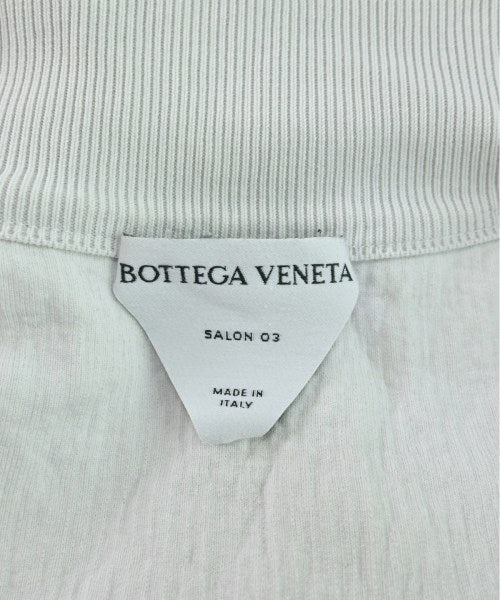 BOTTEGA VENETA
SALON 03
MADE IN
ITALY